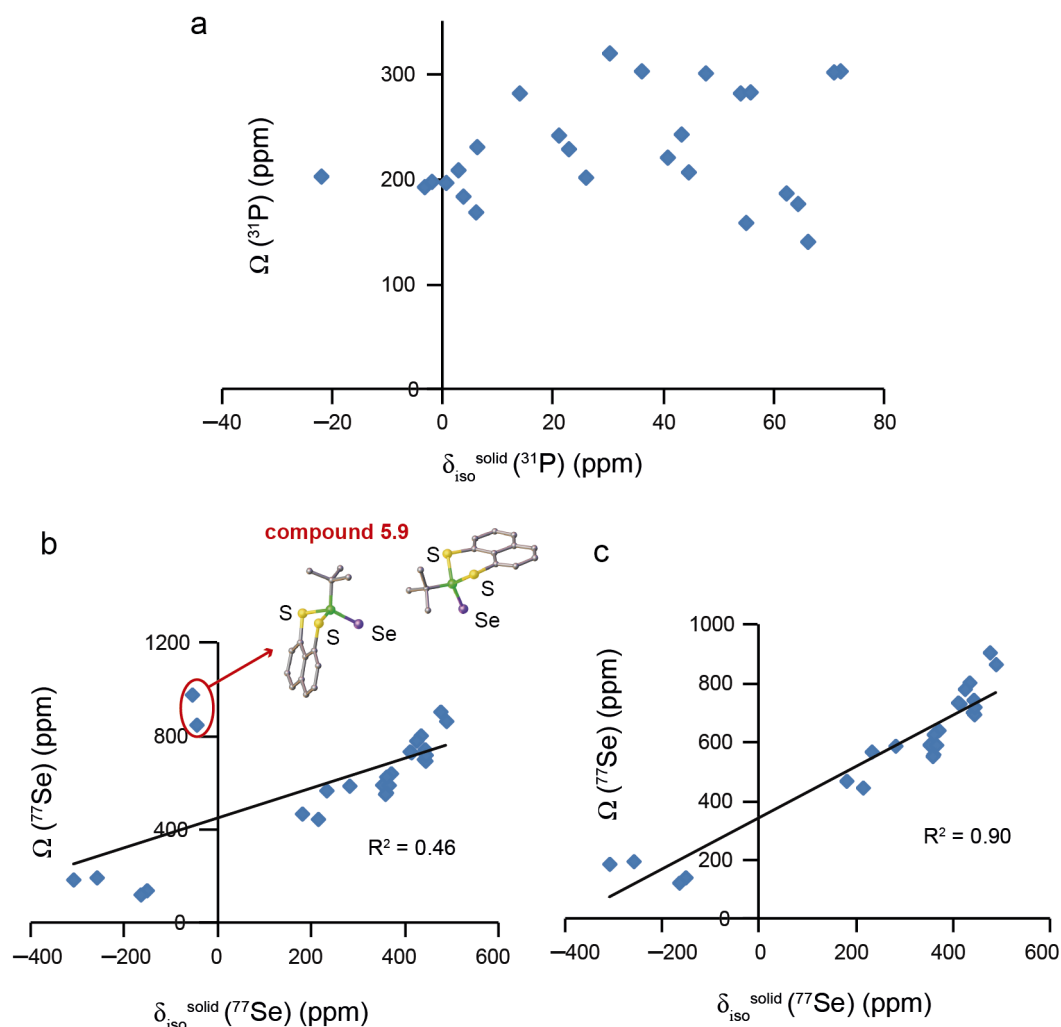 a
Ω (³¹P) (ppm)
300
200
100
0
−40 −20 0 20 40 60 80
δiso solid (³¹P) (ppm)
b
compound 5.9
S
S
Se
S
S
Se
Ω (⁷⁷Se) (ppm)
1200
800
400
0
R² = 0.46
−400 −200 0 200 400 600
δiso solid (⁷⁷Se) (ppm)
c
Ω (⁷⁷Se) (ppm)
1000
800
600
400
200
0
R² = 0.90
−400 −200 0 200 400 600
δiso solid (⁷⁷Se) (ppm)